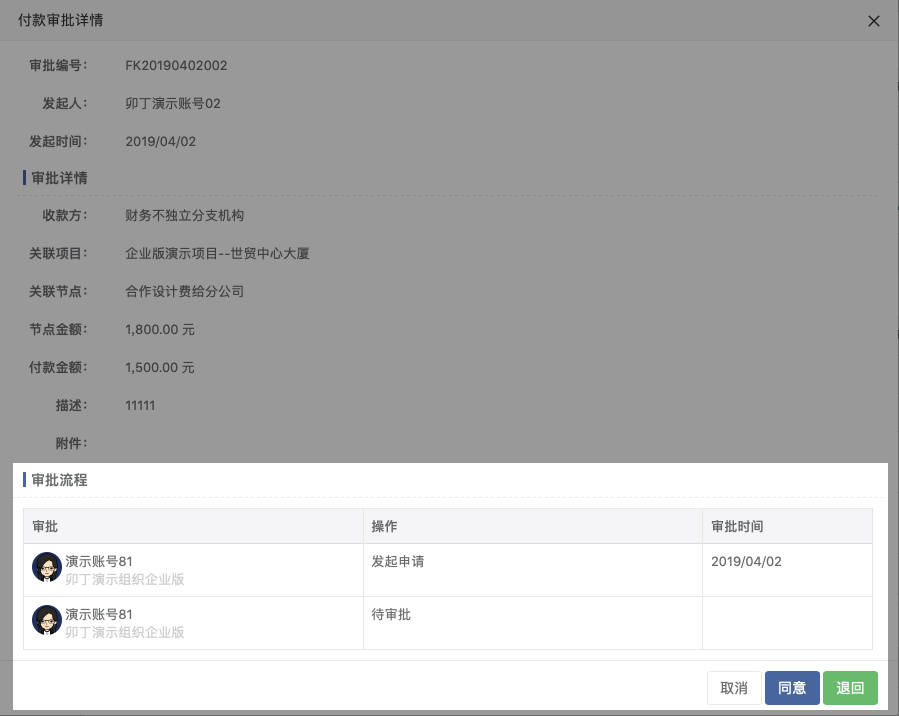 付款审批详情
审批编号： FK20190402002
发起人： 卯丁演示账号02
发起时间： 2019/04/02
审批详情
收款方： 财务不独立分支机构
关联项目： 企业版演示项目--世贸中心大厦
关联节点： 合作设计费给分公司
节点金额： 1,800.00 元
付款金额： 1,500.00 元
描述： 11111
附件：
审批流程
审批 操作 审批时间
演示账号81 发起申请 2019/04/02
卯丁演示组织企业版
演示账号81 待审批
卯丁演示组织企业版
取消 同意 退回